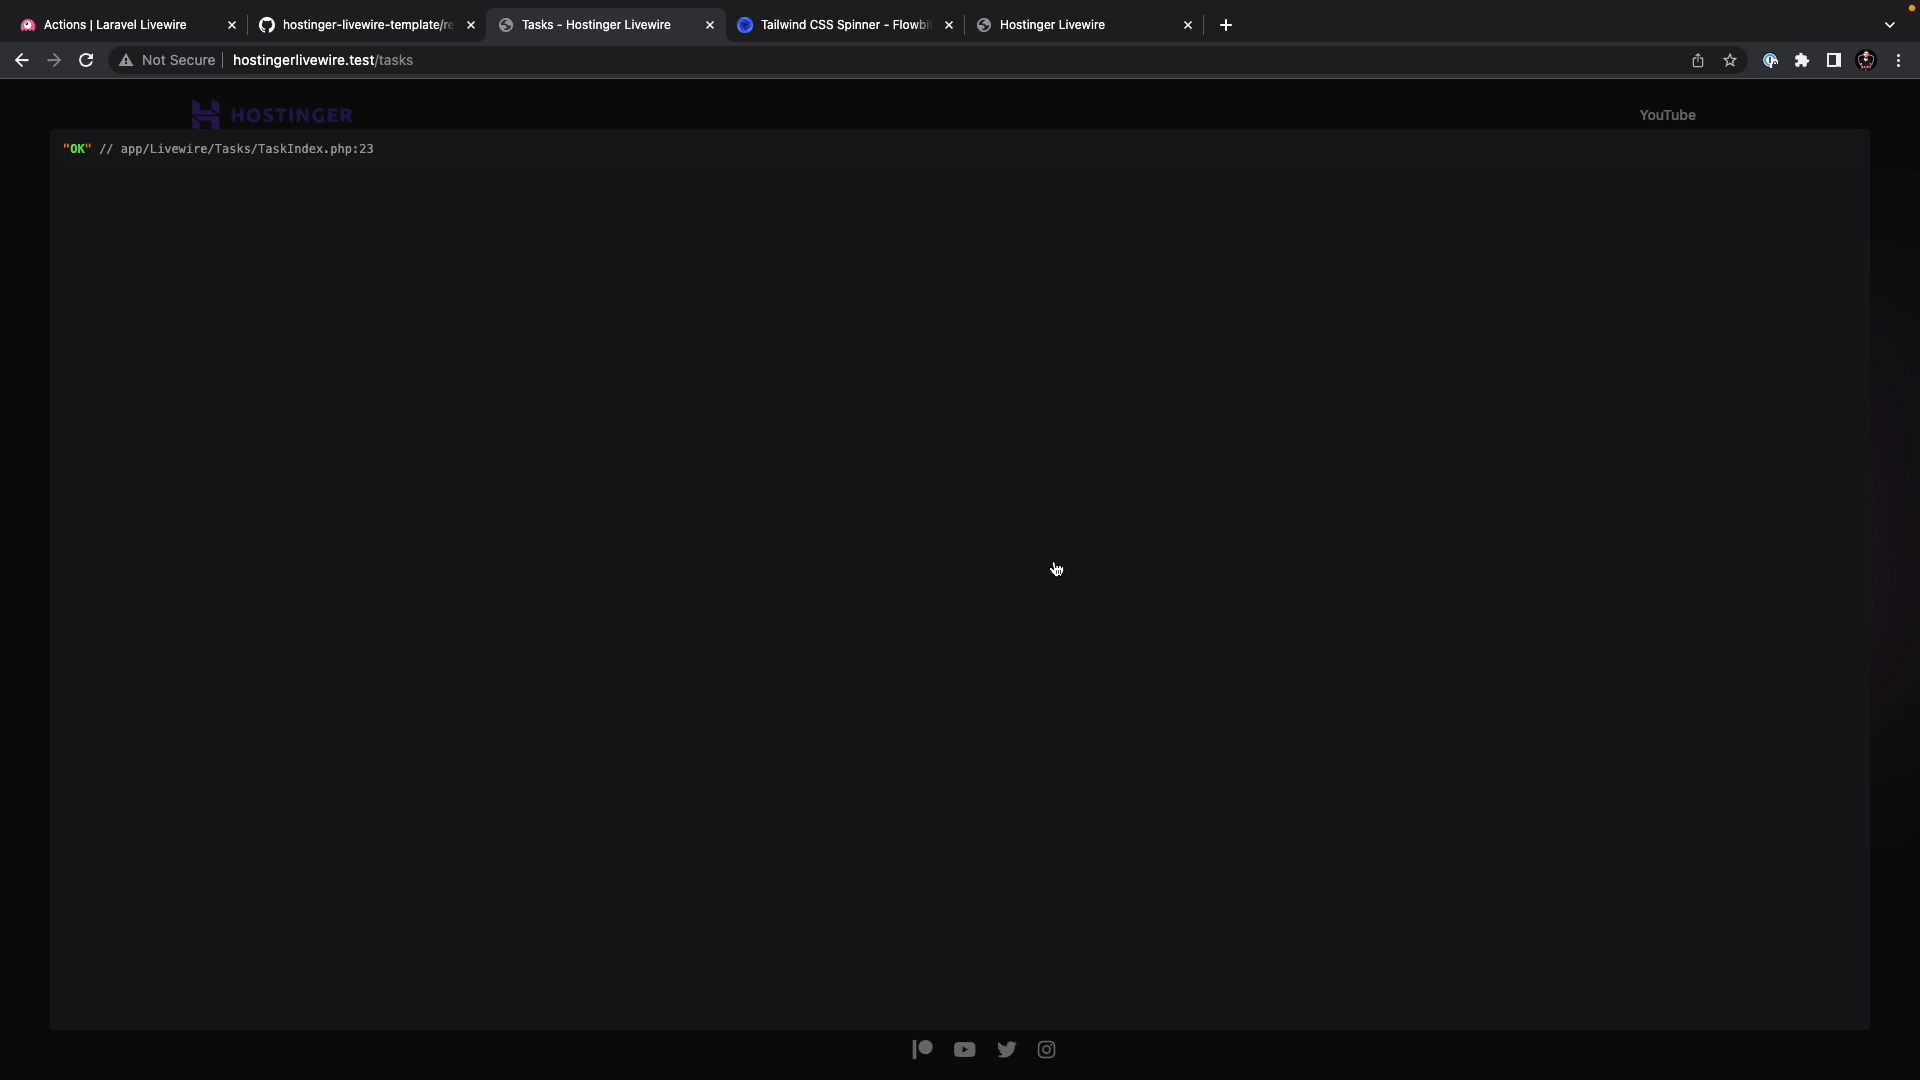 Actions | Laravel Livewire
hostinger-livewire-template/re
Tasks - Hostinger Livewire
Tailwind CSS Spinner - Flowbi
Hostinger Livewire
Not Secure
hostingerlivewire.test/tasks
HOSTINGER
YouTube
"OK" // app/Livewire/Tasks/TaskIndex.php:23